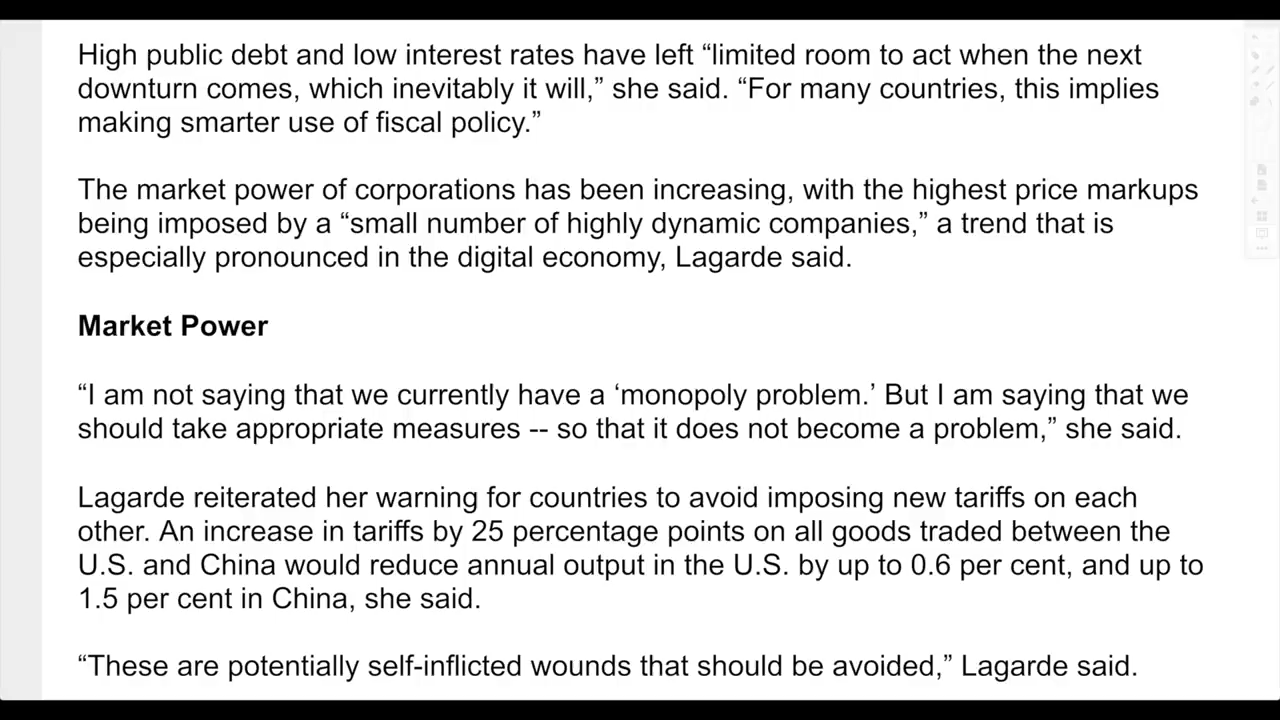 High public debt and low interest rates have left “limited room to act when the next
downturn comes, which inevitably it will,” she said. “For many countries, this implies
making smarter use of fiscal policy.”
The market power of corporations has been increasing, with the highest price markups
being imposed by a “small number of highly dynamic companies,” a trend that is
especially pronounced in the digital economy, Lagarde said.
Market Power
“I am not saying that we currently have a ‘monopoly problem.’ But I am saying that we
should take appropriate measures -- so that it does not become a problem,” she said.
Lagarde reiterated her warning for countries to avoid imposing new tariffs on each
other. An increase in tariffs by 25 percentage points on all goods traded between the
U.S. and China would reduce annual output in the U.S. by up to 0.6 per cent, and up to
1.5 per cent in China, she said.
“These are potentially self-inflicted wounds that should be avoided,” Lagarde said.